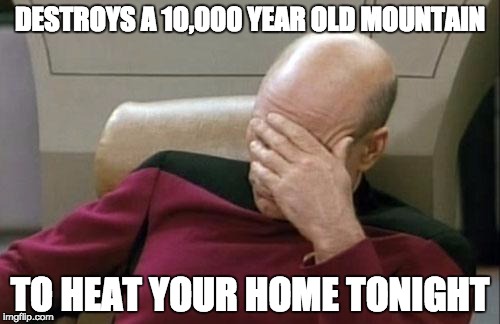 DESTROYS A 10,000 YEAR OLD MOUNTAIN
TO HEAT YOUR HOME TONIGHT
imgflip.com